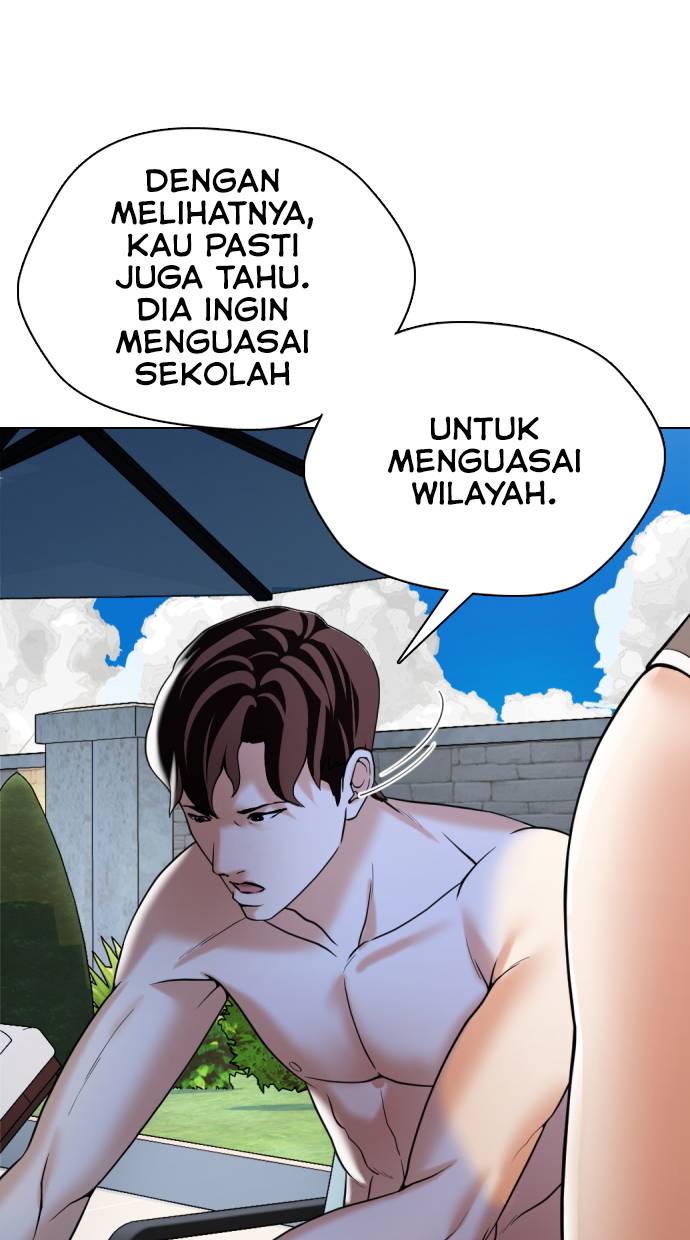 DENGAN
MELIHATNYA,
KAU PASTI
JUGA TAHU.
DIA INGIN
MENGUASAI
SEKOLAH
UNTUK
MENGUASAI
WILAYAH.